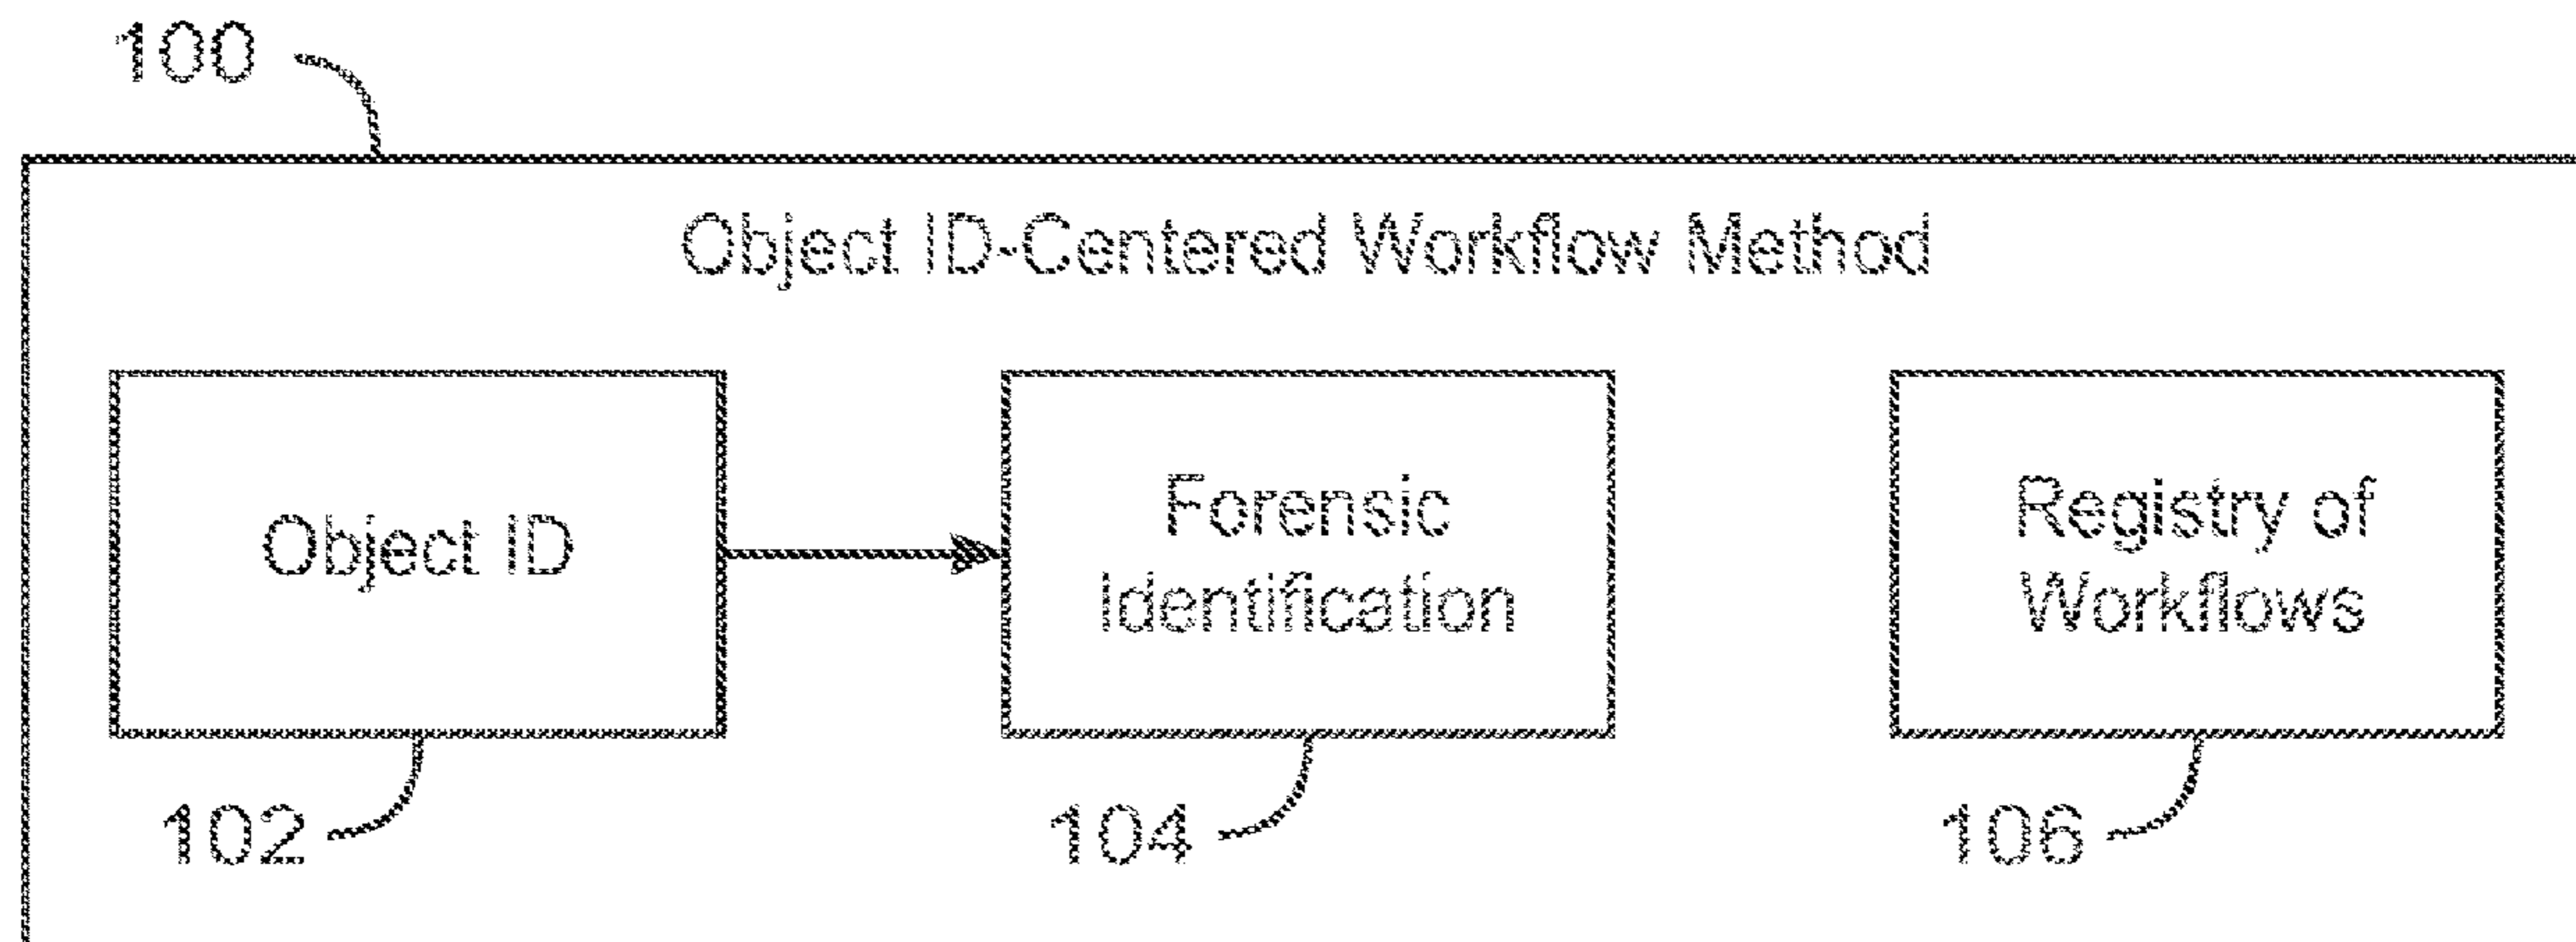 100
Object ID-Centered Workflow Method
Object ID
Forensic
Identification
Registry of
Workflows
102
104
106